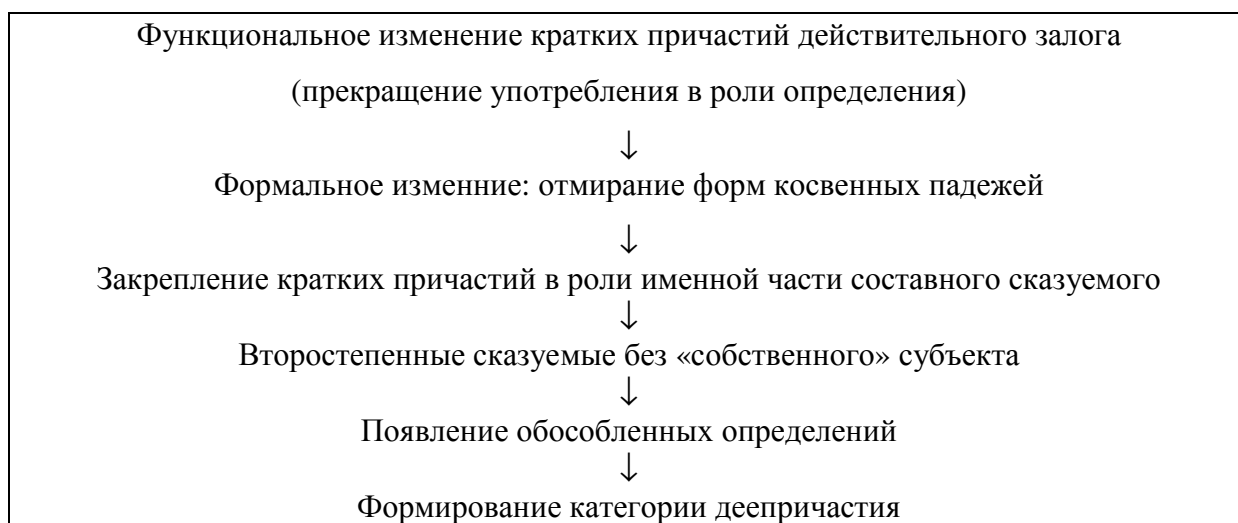 Функциональное изменение кратких причастий действительного залога
(прекращение употребления в роли определения)
↓
Формальное изменние: отмирание форм косвенных падежей
↓
Закрепление кратких причастий в роли именной части составного сказуемого
↓
Второстепенные сказуемые без «собственного» субъекта
↓
Появление обособленных определений
↓
Формирование категории деепричастия